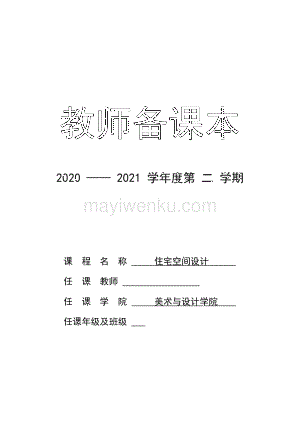 教师备课本
2020 —— 2021 学年度第 二 学期
mayiwenku.com
课 程 名 称 住宅空间设计
任 课 教师
任 课 学 院 美术与设计学院
任课年级及班级